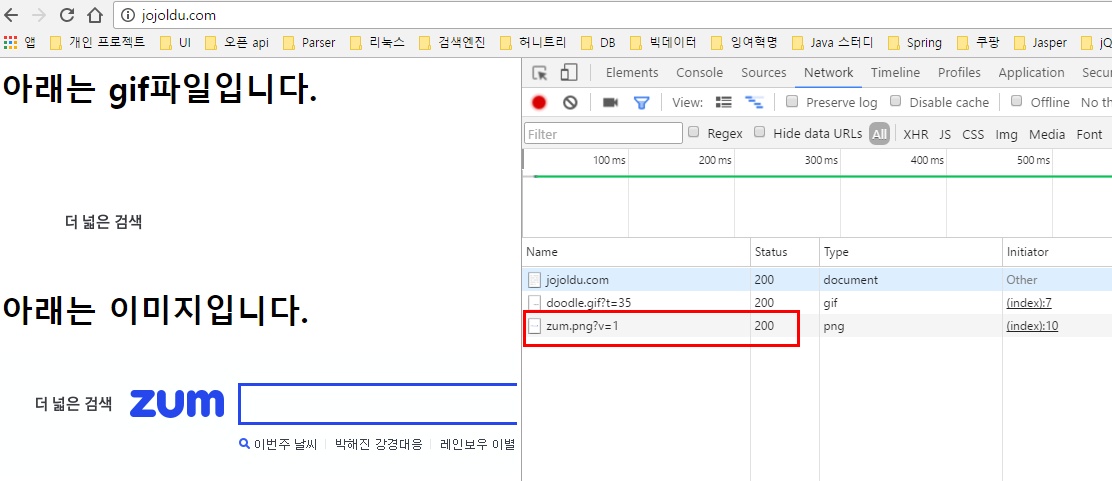 jojoldu.com
앱 개인 프로젝트 UI 오픈 api Parser 리눅스 검색엔진 허니트리 DB 빅데이터 잉여혁명 Java 스터디 Spring 쿠팡 Jasper jQ
아래는 gif파일입니다.
더 넓은 검색
아래는 이미지입니다.
더 넓은 검색 zum
이번주 날씨 박해진 강경대응 레인보우 이별
Elements Console Sources Network Timeline Profiles Application Secu
View: Preserve log Disable cache Offline No th
Filter Regex Hide data URLs All XHR JS CSS Img Media Font
100 ms 200 ms 300 ms 400 ms 500 ms
Name Status Type Initiator
jojoldu.com 200 document Other
doodle.gif?t=35 200 gif (index):7
zum.png?v=1 200 png (index):10